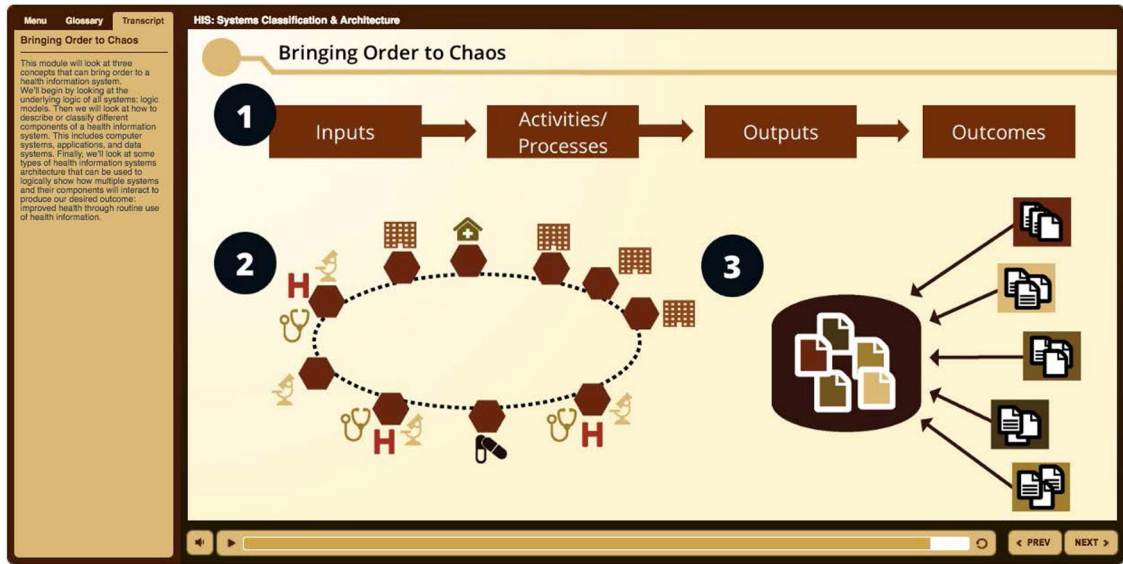 Menu Glossary Transcript
HIS: Systems Classification & Architecture
Bringing Order to Chaos
This module will look at three
concepts that can bring order to a
health information system.
We'll begin by looking at the
underlying logic of all systems: logic
models. Then we will look at how to
describe or classify different
components of a health information
system. This includes computer
systems, applications, and data
systems. Finally, we'll look at some
types of health information systems
architecture that can be used to
logically show how multiple systems
and their components will interact to
produce our desired outcome:
improved health through routine use
of health information.
Bringing Order to Chaos
1
Inputs
Activities/
Processes
Outputs
Outcomes
2
H
H
H
3
PREV
NEXT